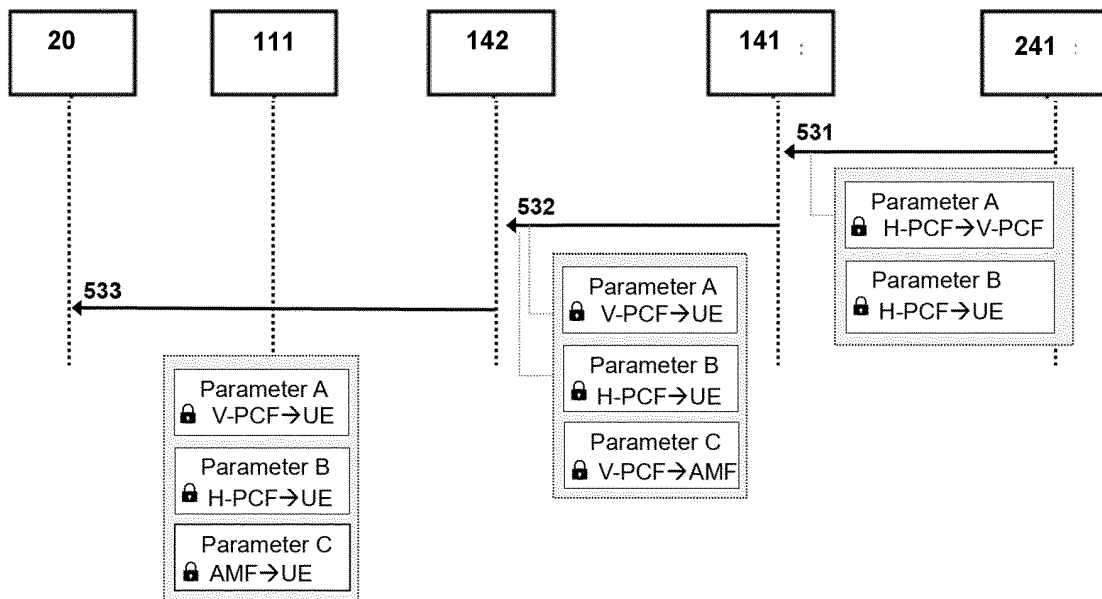 20
111
142
141
241
531
Parameter A
H-PCF→V-PCF
Parameter B
H-PCF→UE
532
Parameter A
V-PCF→UE
Parameter B
H-PCF→UE
Parameter C
V-PCF→AMF
533
Parameter A
V-PCF→UE
Parameter B
H-PCF→UE
Parameter C
AMF→UE